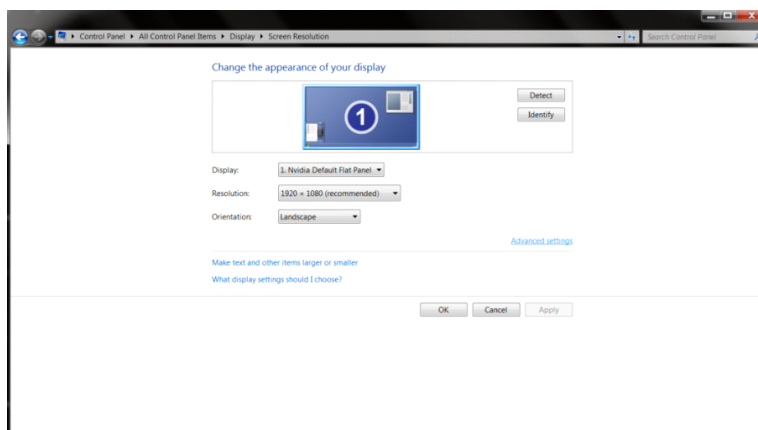 Control Panel ▸ All Control Panel Items ▸ Display ▸ Screen Resolution
Search Control Panel
Change the appearance of your display
1
Detect
Identify
Display: 1. Nvidia Default Flat Panel
Resolution: 1920 × 1080 (recommended)
Orientation: Landscape
Advanced settings
Make text and other items larger or smaller
What display settings should I choose?
OK Cancel Apply